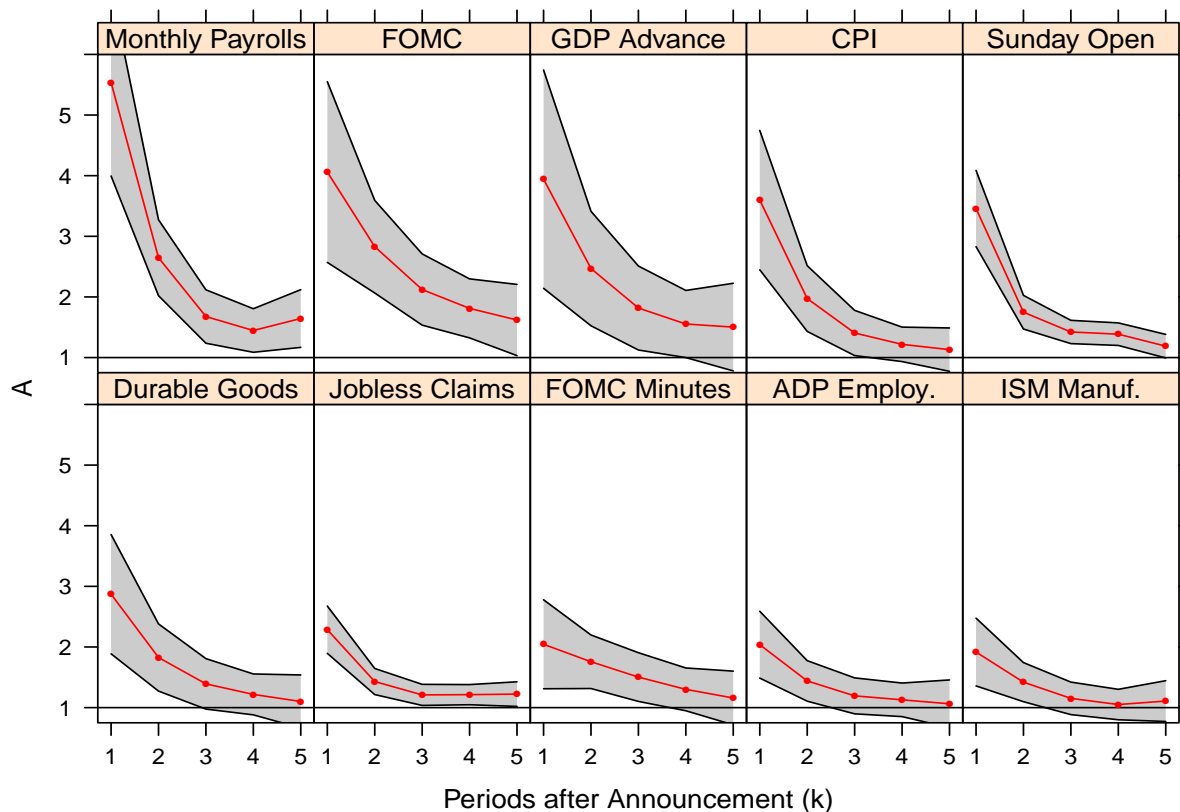 Monthly Payrolls FOMC GDP Advance CPI Sunday Open
5
4
3
2
1
A
Durable Goods Jobless Claims FOMC Minutes ADP Employ. ISM Manuf.
5
4
3
2
1
1 2 3 4 5 1 2 3 4 5 1 2 3 4 5 1 2 3 4 5 1 2 3 4 5
Periods after Announcement (k)